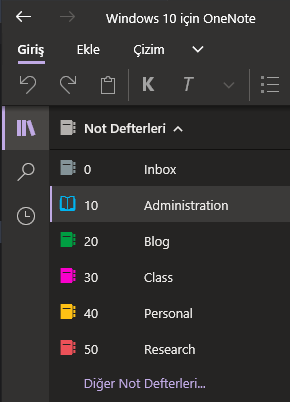 Windows 10 için OneNote
Giriş Ekle Çizim
K T
Not Defterleri
0 Inbox
10 Administration
20 Blog
30 Class
40 Personal
50 Research
Diğer Not Defterleri...